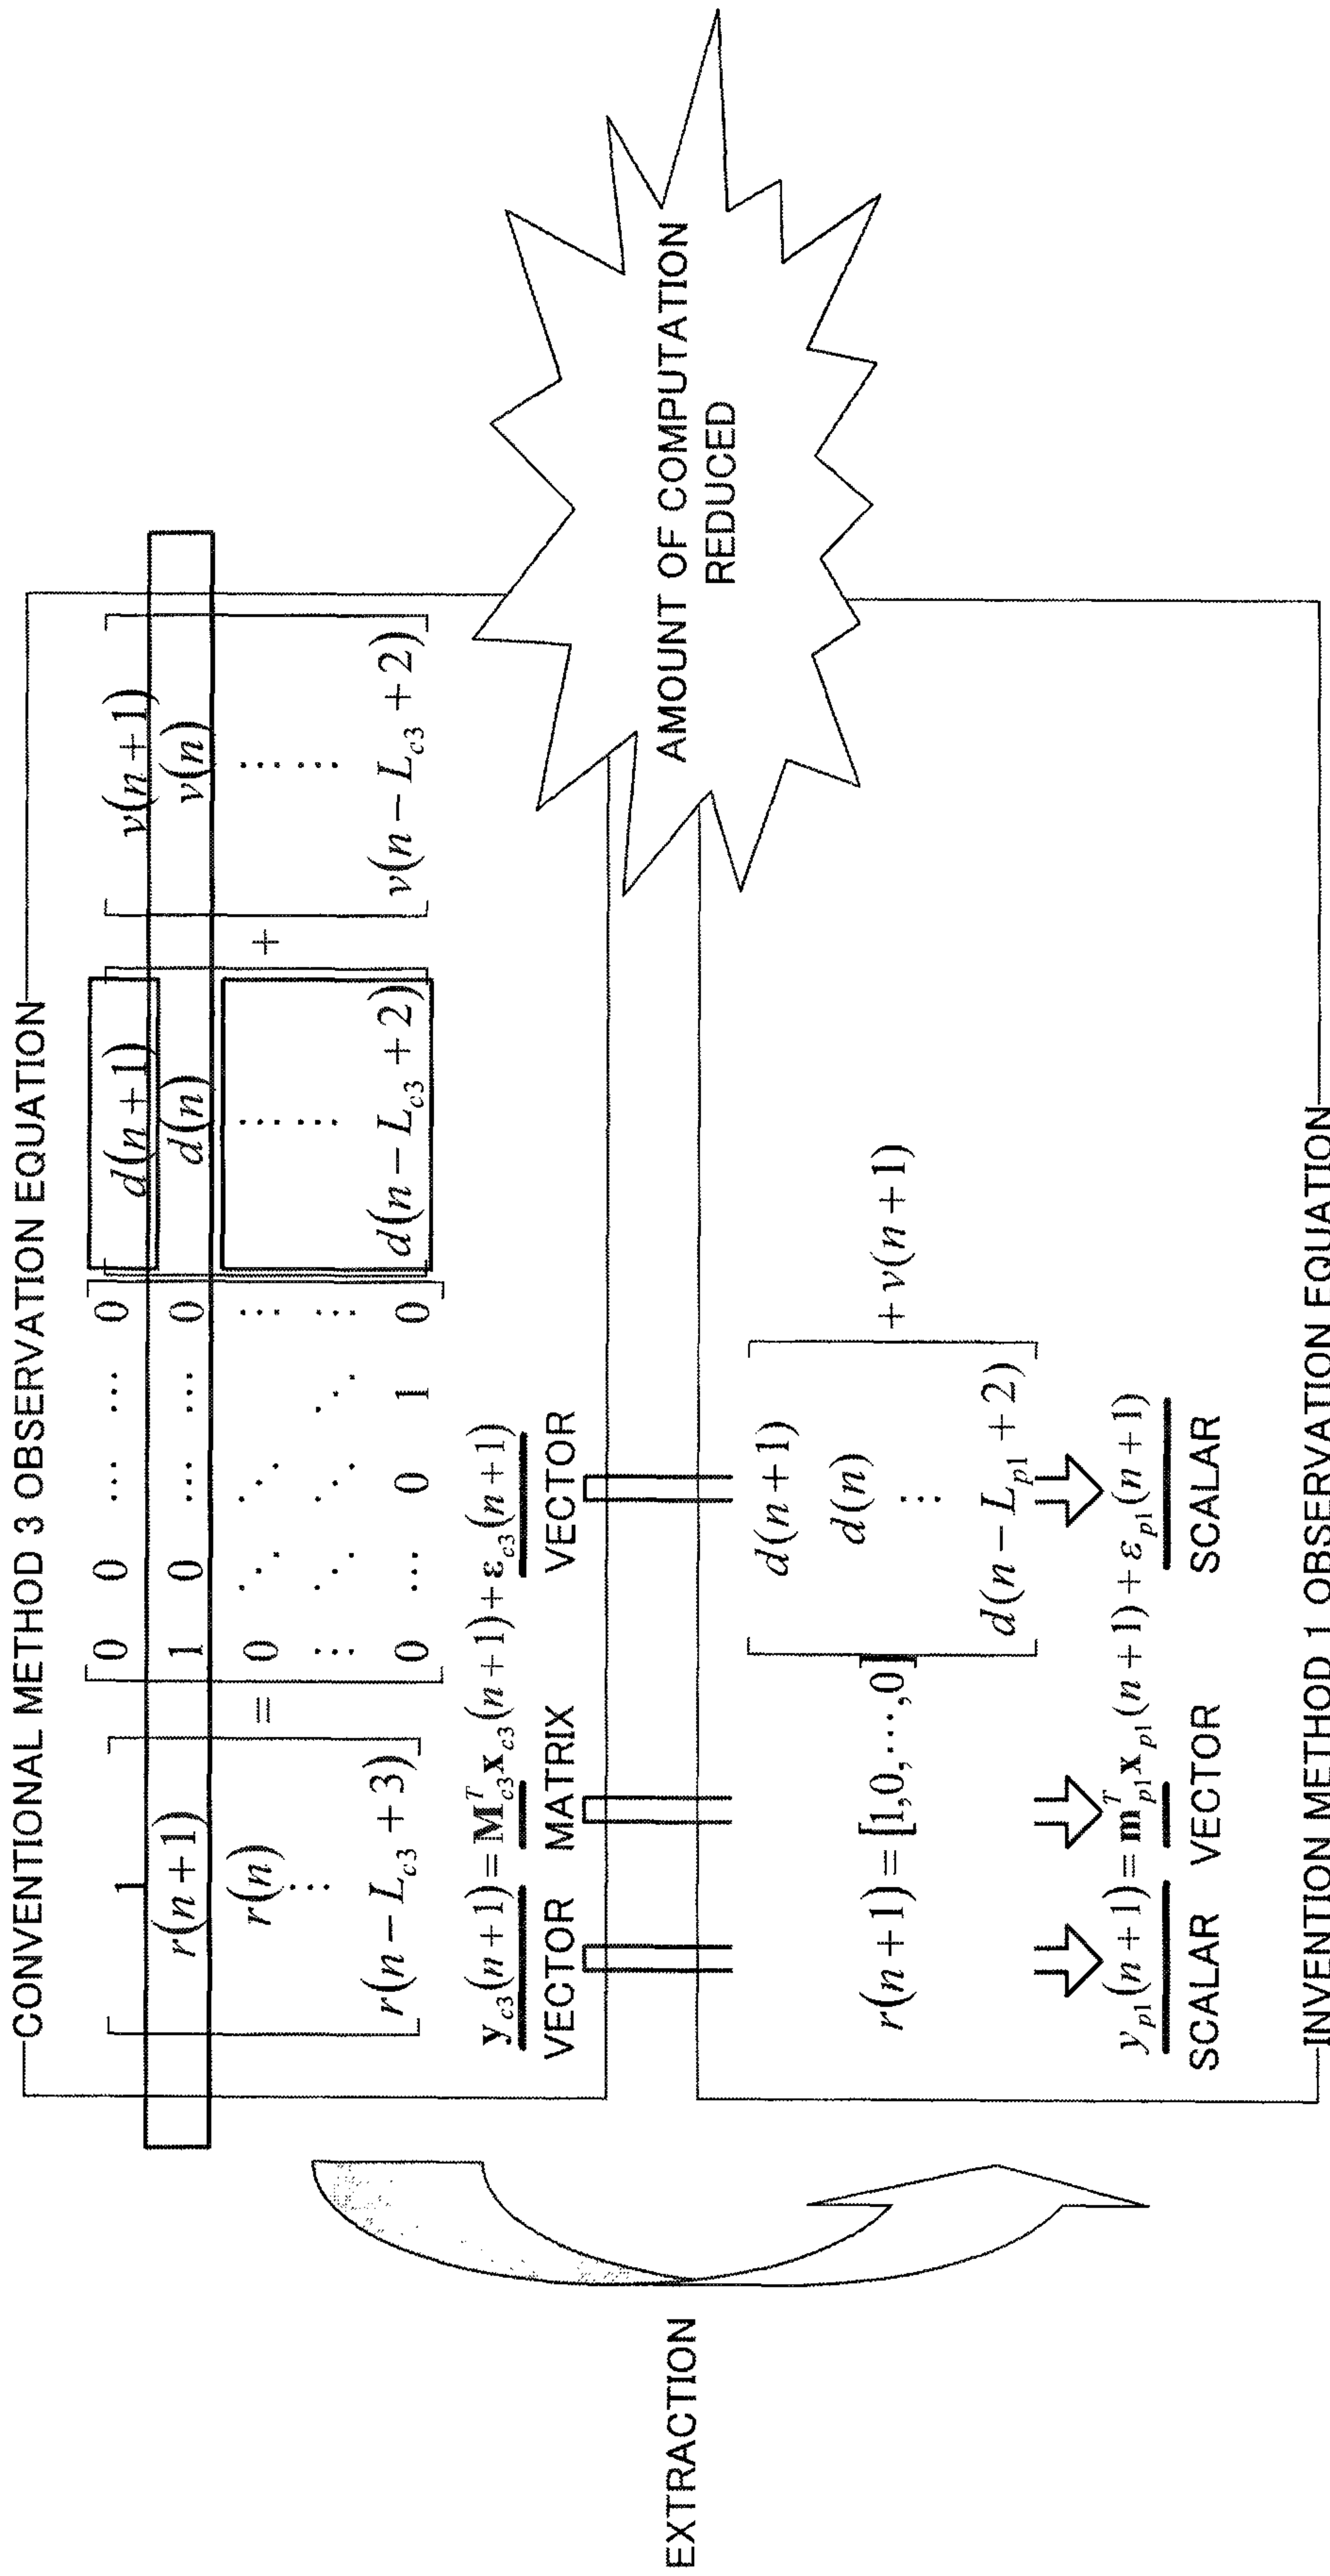 CONVENTIONAL METHOD 3 OBSERVATION EQUATION
[1 r(n+1) r(n) ⋮ r(n − L_c3 + 3)] = [0 0 ⋯ ⋯ 0
1 0 ⋯ ⋯ 0
0 ⋱ ⋱ ⋮
⋮ ⋱ ⋱ ⋮
0 ⋯ 0 1 0]
[d(n+1) d(n) ⋮ ⋮ d(n − L_c3 + 2)] + [v(n+1) v(n) ⋮ ⋮ v(n − L_c3 + 2)]
y_c3(n+1) = M_c3^T x_c3(n+1) + ε_c3(n+1)
VECTOR MATRIX VECTOR
EXTRACTION
AMOUNT OF COMPUTATION
REDUCED
r(n+1) = [1,0,⋯,0] [d(n+1) d(n) ⋮ d(n − L_p1 + 2)] + v(n+1)
y_p1(n+1) = m_p1^T x_p1(n+1) + ε_p1(n+1)
SCALAR VECTOR SCALAR
INVENTION METHOD 1 OBSERVATION EQUATION